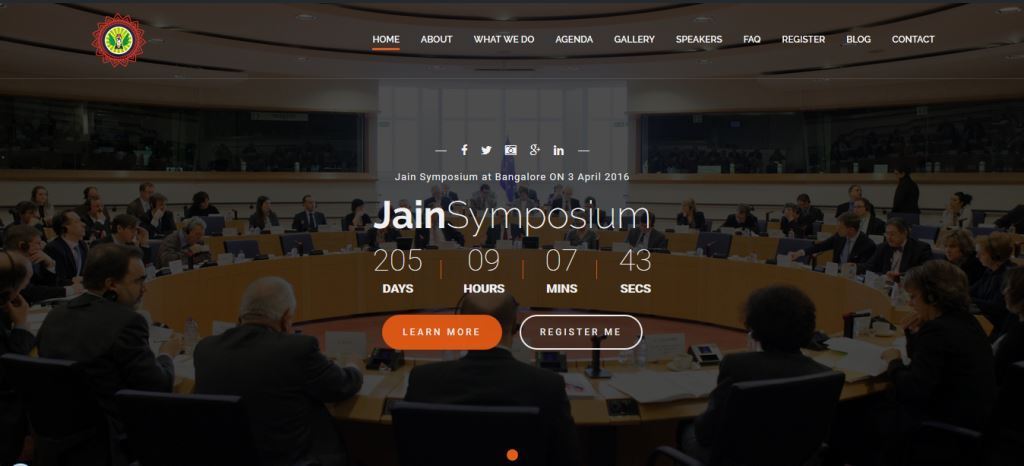 HOME ABOUT WHAT WE DO AGENDA GALLERY SPEAKERS FAQ REGISTER BLOG CONTACT
Jain Symposium at Bangalore ON 3 April 2016
JainSymposium
205 09 07 43
DAYS HOURS MINS SECS
LEARN MORE REGISTER ME